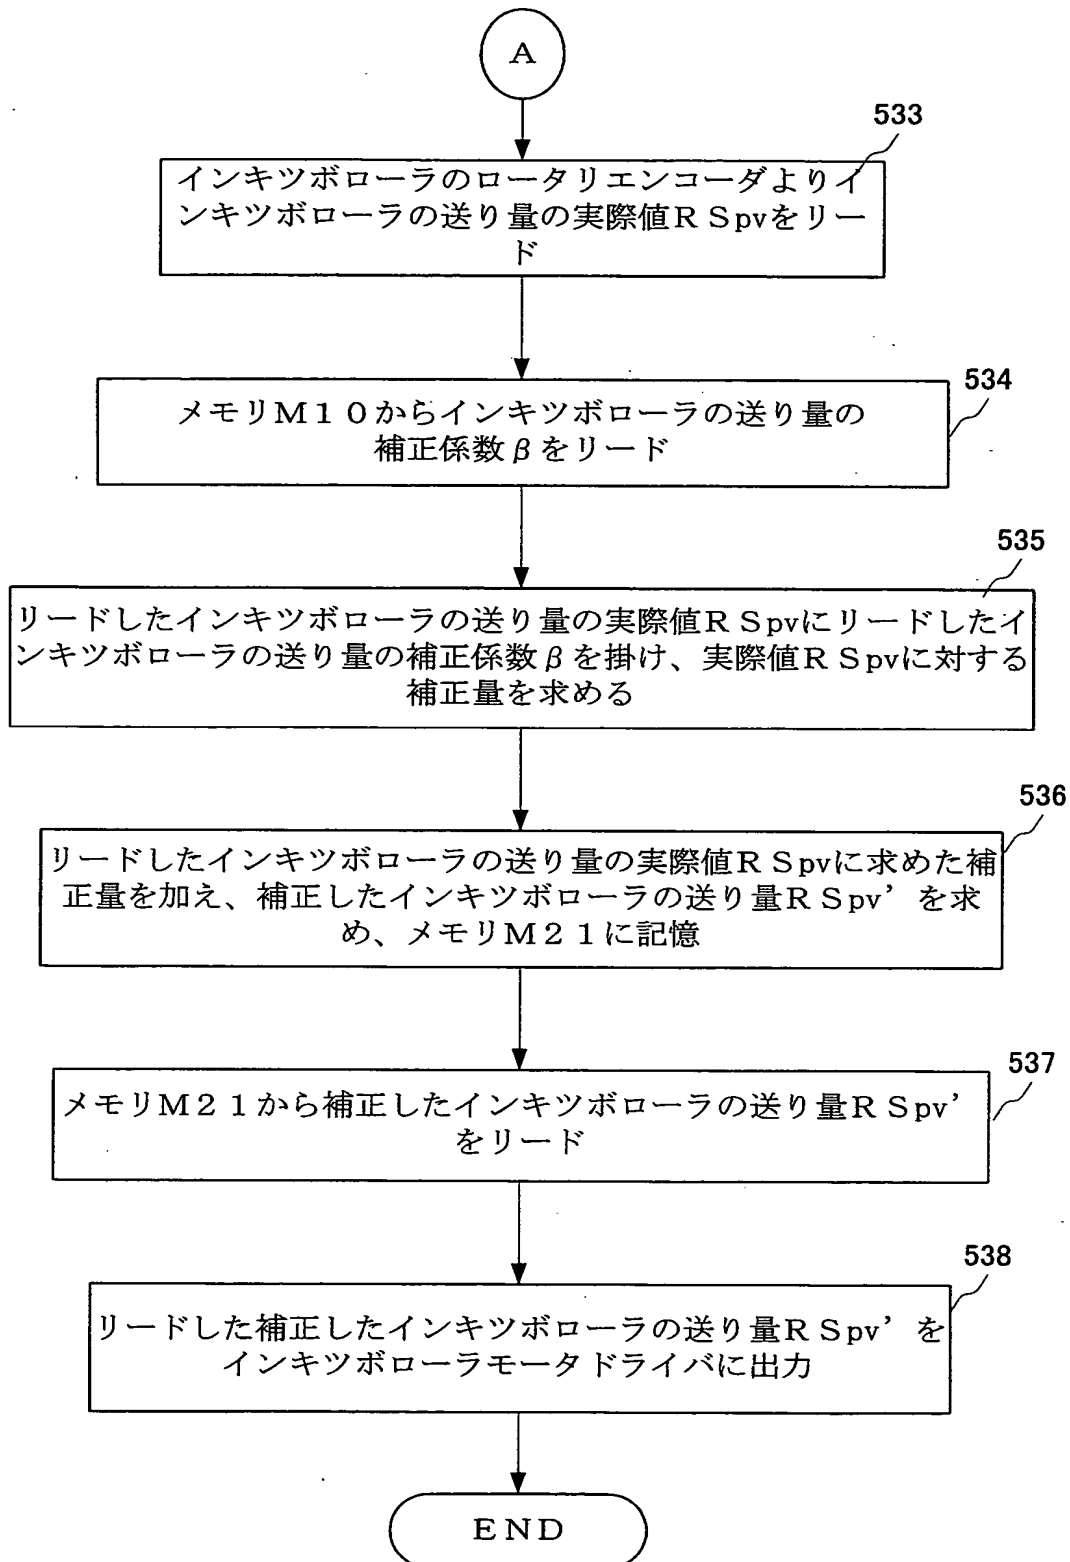 A
533
インキツボローラのロータリエンコーダよりイ
ンキツボローラの送り量の実際値ＲＳpvをリー
ド
534
メモリＭ１０からインキツボローラの送り量の
補正係数βをリード
535
リードしたインキツボローラの送り量の実際値ＲＳpvにリードしたイ
ンキツボローラの送り量の補正係数βを掛け、実際値ＲＳpvに対する
補正量を求める
536
リードしたインキツボローラの送り量の実際値ＲＳpvに求めた補
正量を加え、補正したインキツボローラの送り量ＲＳpv’を求
め、メモリＭ２１に記憶
537
メモリＭ２１から補正したインキツボローラの送り量ＲＳpv’
をリード
538
リードした補正したインキツボローラの送り量ＲＳpv’を
インキツボローラモータドライバに出力
ＥＮＤ